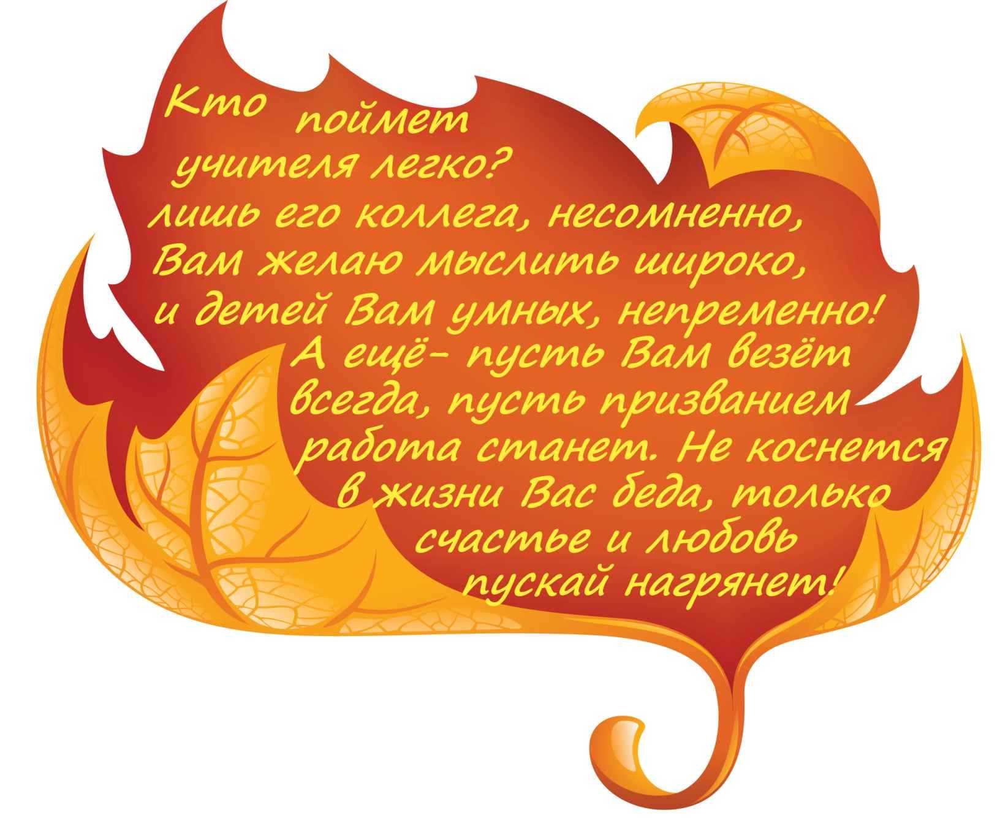 Кто поймет
учителя легко?
лишь его коллега, несомненно,
Вам желаю мыслить широко,
и детей Вам умных, непременно!
А ещё- пусть Вам везёт
всегда, пусть призванием
работа станет. Не коснется
в жизни Вас беда, только
счастье и любовь
пускай нагрянет!